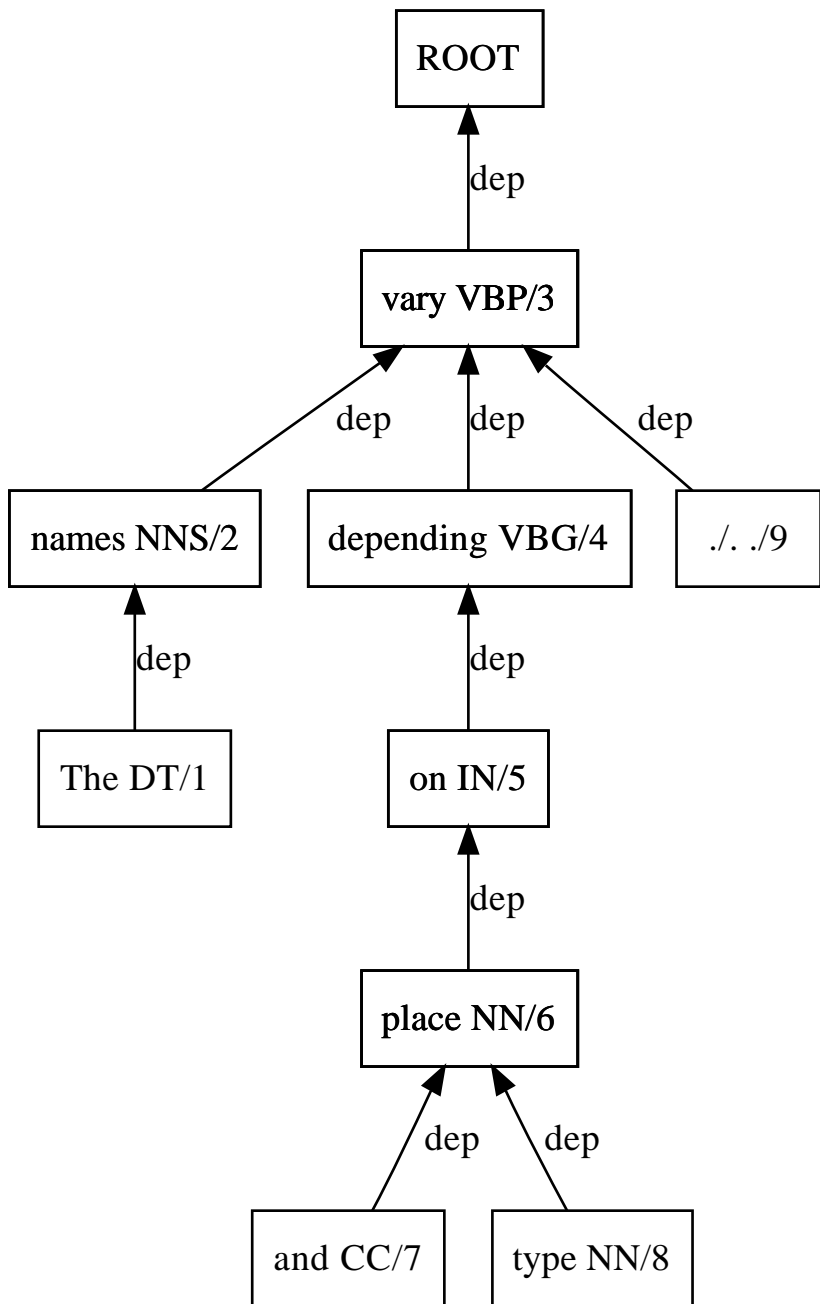 ROOT
dep
vary VBP/3
dep dep dep
names NNS/2 depending VBG/4 ./. ./9
dep dep
The DT/1 on IN/5
dep
place NN/6
dep dep
and CC/7 type NN/8